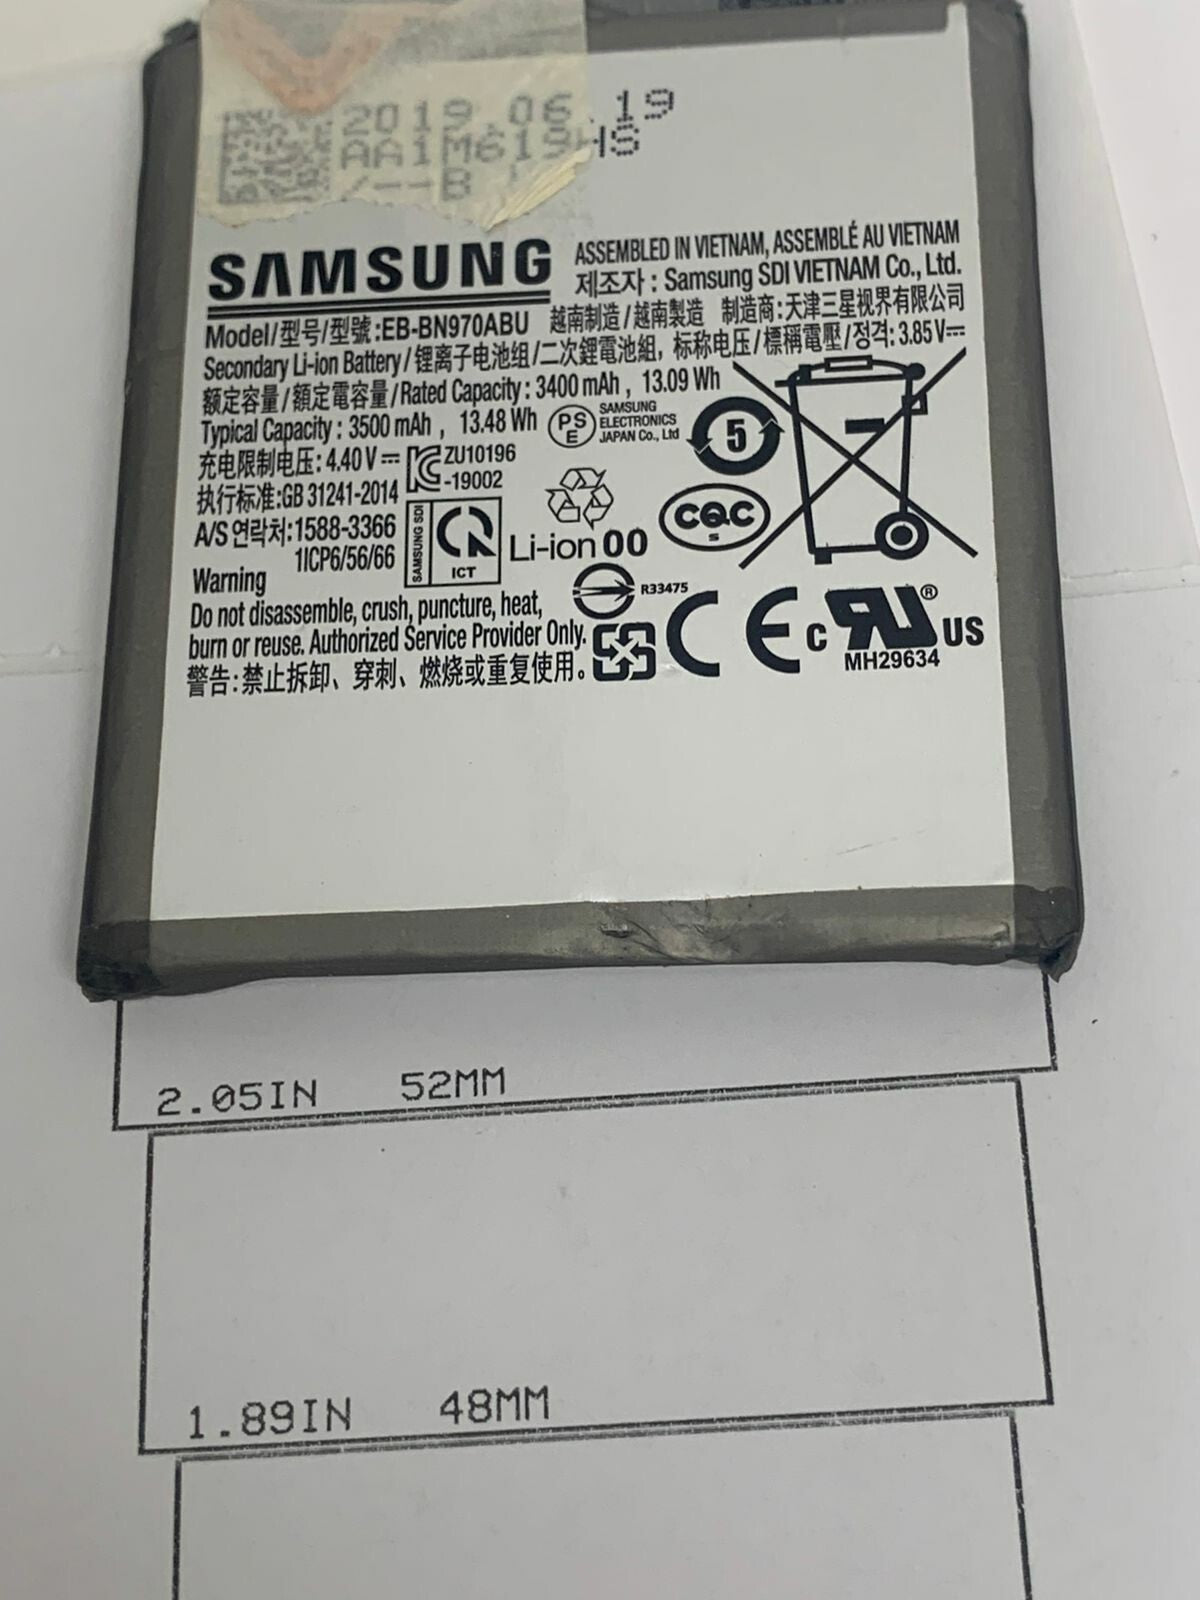 2019.06.19
AA1M619HS
/--B
SAMSUNG
ASSEMBLED IN VIETNAM, ASSEMBLÉ AU VIETNAM
제조자 : Samsung SDI VIETNAM Co., Ltd.
Model/型号/型號:EB-BN970ABU 越南制造/越南製造 制造商:天津三星视界有限公司
Secondary Li-ion Battery/锂离子电池组/二次鋰電池組, 标称电压/標稱電壓/정격: 3.85V⎓
额定容量/額定電容量/Rated Capacity : 3400 mAh , 13.09 Wh
Typical Capacity : 3500 mAh , 13.48 Wh
PS
E
SAMSUNG
ELECTRONICS
JAPAN Co., Ltd
5
充电限制电压: 4.40V⎓
KC
ZU10196
-19002
执行标准:GB 31241-2014
A/S 연락처:1588-3366
1ICP6/56/66
SAMSUNG SDI
ICT
Li-ion 00
CQC
S
R33475
Warning
Do not disassemble, crush, puncture, heat,
burn or reuse. Authorized Service Provider Only.
警告:禁止拆卸、穿刺、燃烧或重复使用。
CE
c RU ® US
MH29634
2.05IN 52MM
1.89IN 48MM